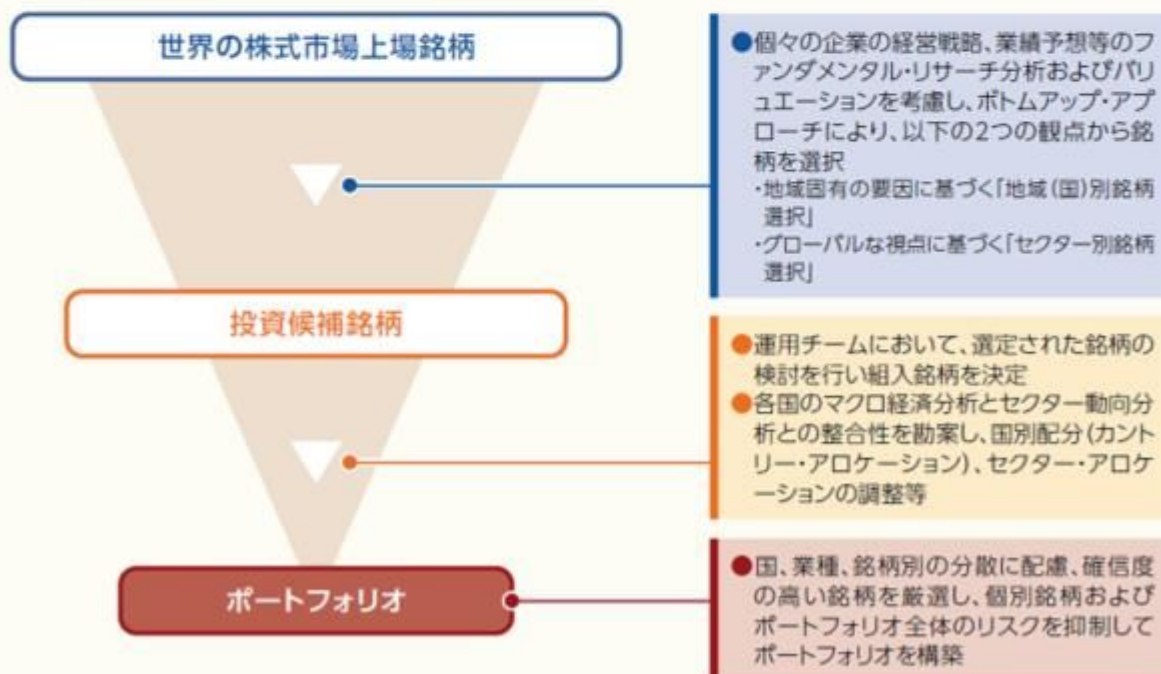 世界の株式市場上場銘柄
●個々の企業の経営戦略、業績予想等のフ
ァンダメンタル・リサーチ分析およびバリ
ュエーションを考慮し、ボトムアップ・アプ
ローチにより、以下の2つの観点から銘
柄を選択
・地域固有の要因に基づく「地域(国)別銘柄
選択」
・グローバルな視点に基づく「セクター別銘柄
選択」
投資候補銘柄
●運用チームにおいて、選定された銘柄の
検討を行い組入銘柄を決定
●各国のマクロ経済分析とセクター動向分
析との整合性を勘案し、国別配分(カント
リー・アロケーション)、セクター・アロケ
ーションの調整等
ポートフォリオ
●国、業種、銘柄別の分散に配慮、確信度
の高い銘柄を厳選し、個別銘柄および
ポートフォリオ全体のリスクを抑制して
ポートフォリオを構築